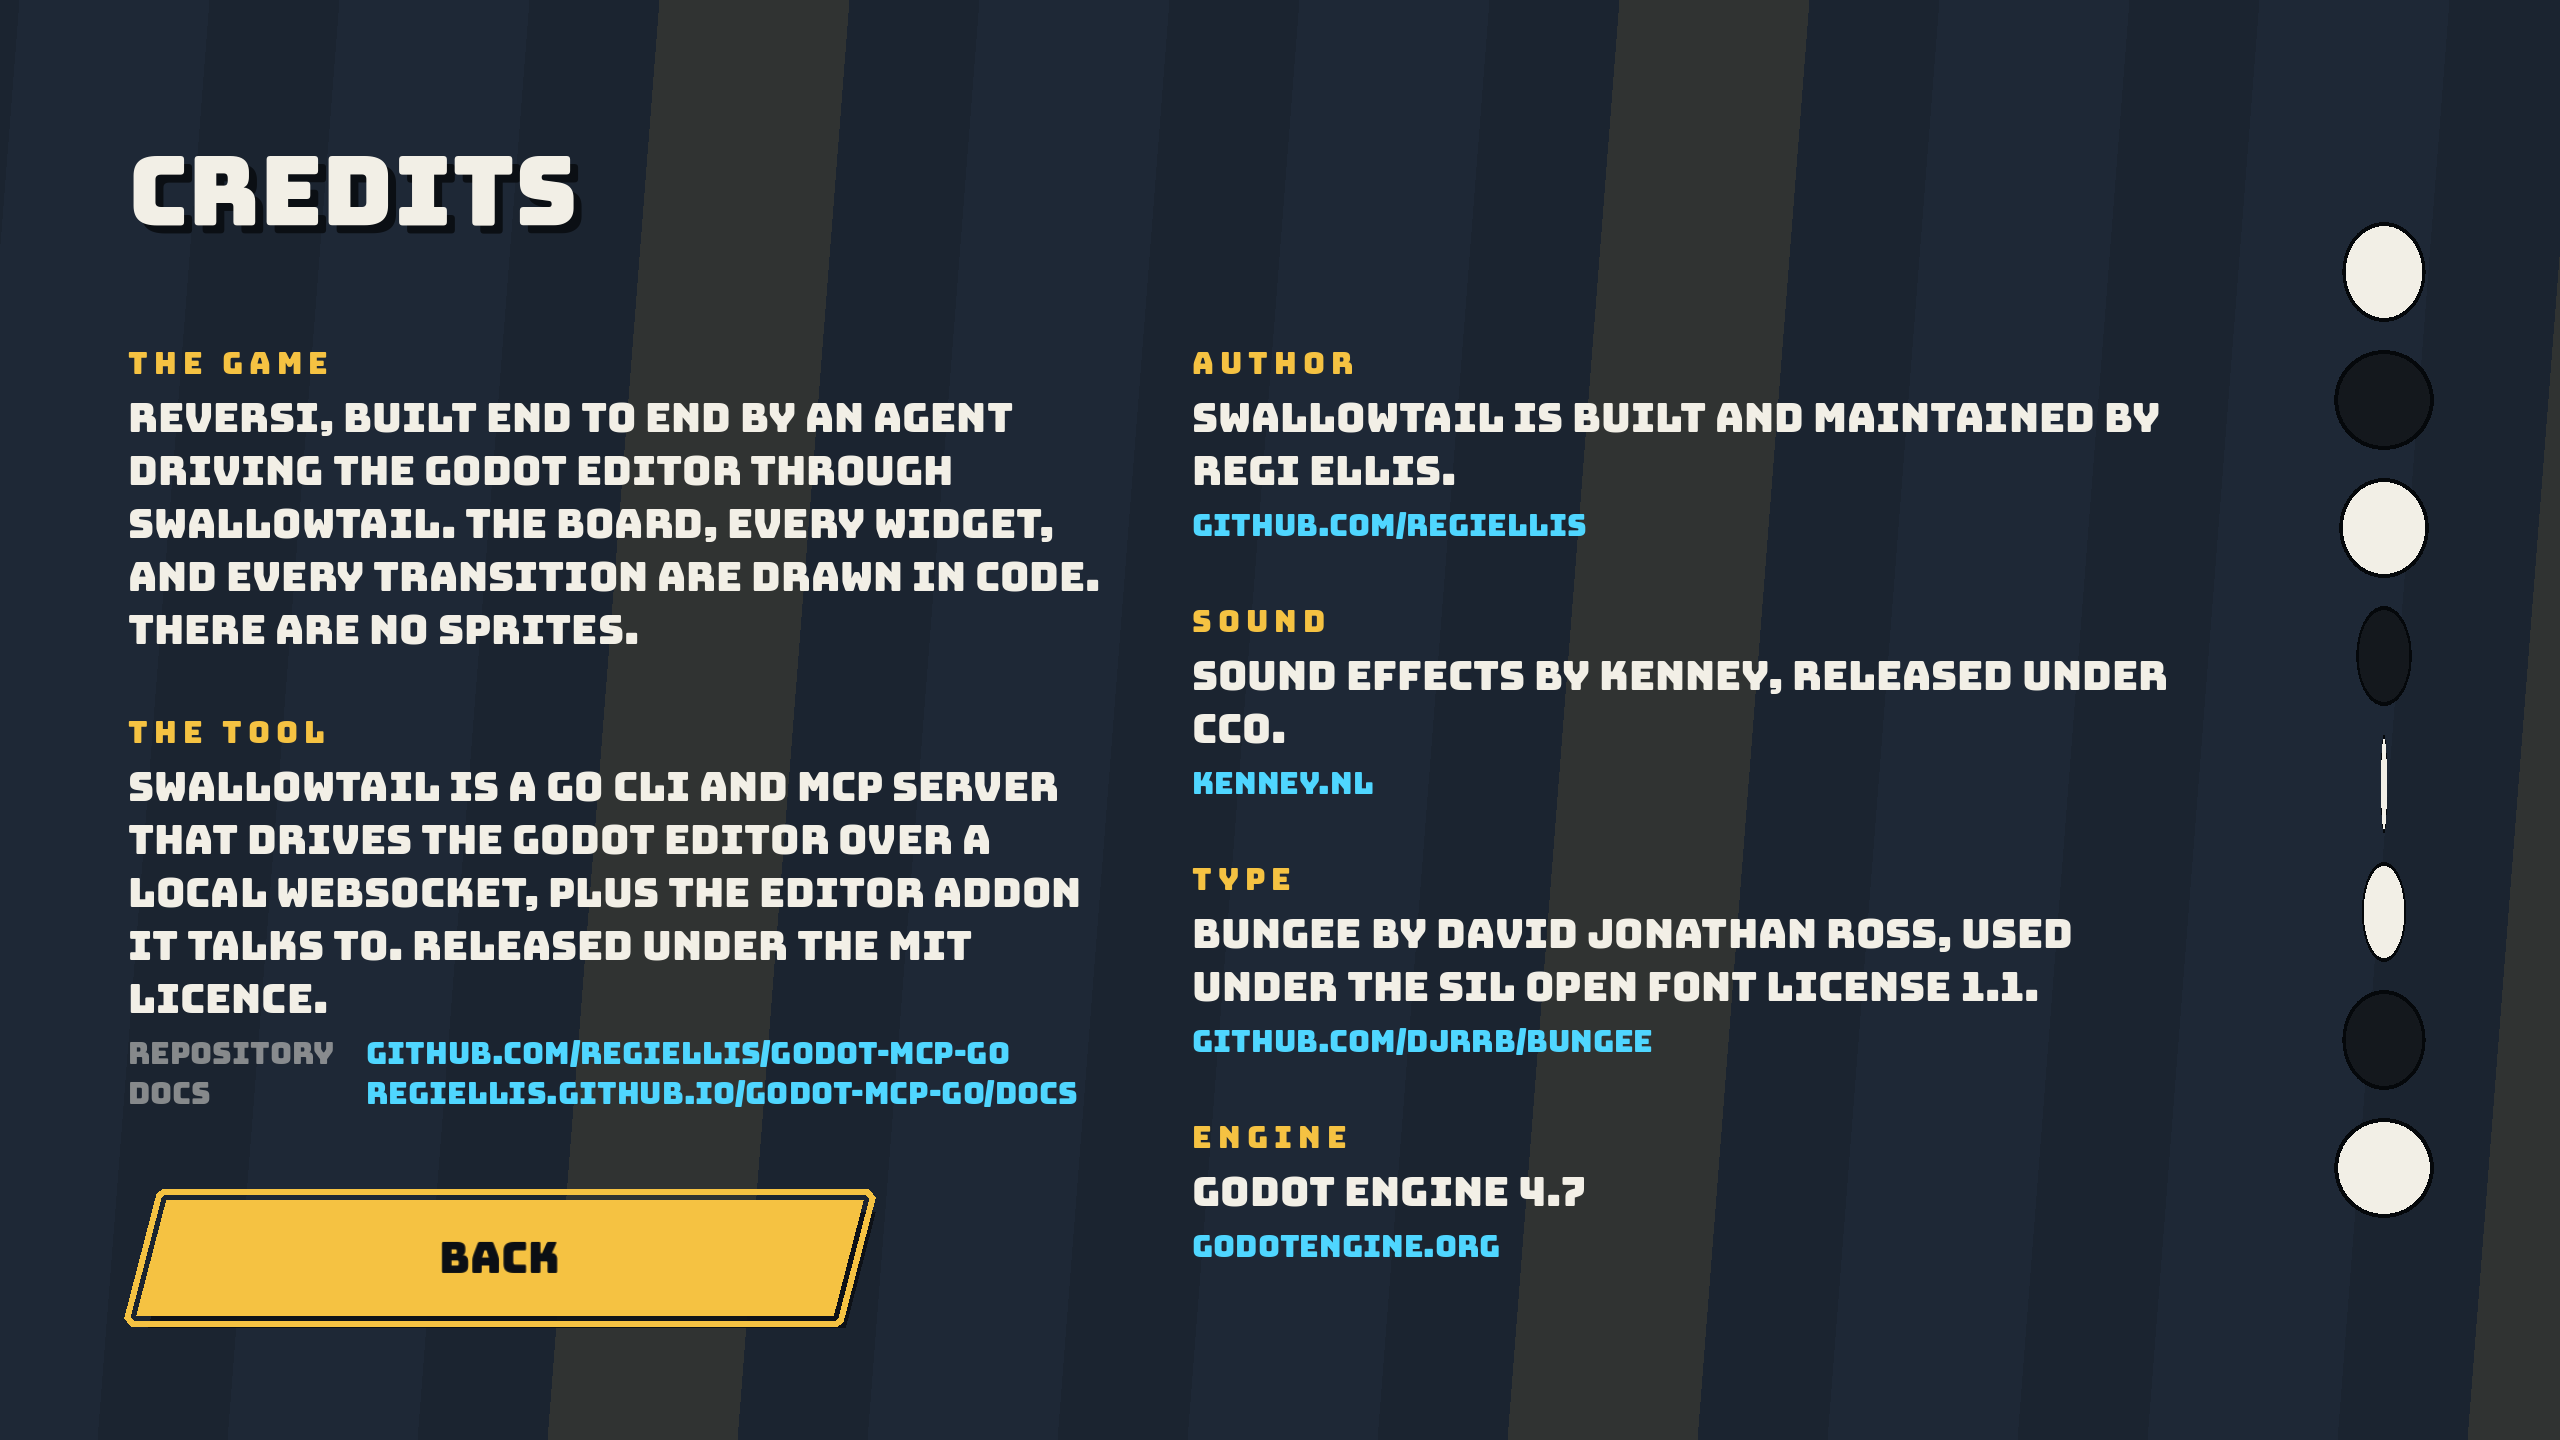 CREDITS
THE GAME
REVERSI, BUILT END TO END BY AN AGENT
DRIVING THE GODOT EDITOR THROUGH
SWALLOWTAIL. THE BOARD, EVERY WIDGET,
AND EVERY TRANSITION ARE DRAWN IN CODE.
THERE ARE NO SPRITES.
THE TOOL
SWALLOWTAIL IS A GO CLI AND MCP SERVER
THAT DRIVES THE GODOT EDITOR OVER A
LOCAL WEBSOCKET, PLUS THE EDITOR ADDON
IT TALKS TO. RELEASED UNDER THE MIT
LICENCE.
REPOSITORY GITHUB.COM/REGIELLIS/GODOT-MCP-GO
DOCS REGIELLIS.GITHUB.IO/GODOT-MCP-GO/DOCS
BACK
AUTHOR
SWALLOWTAIL IS BUILT AND MAINTAINED BY
REGI ELLIS.
GITHUB.COM/REGIELLIS
SOUND
SOUND EFFECTS BY KENNEY, RELEASED UNDER
CC0.
KENNEY.NL
TYPE
BUNGEE BY DAVID JONATHAN ROSS, USED
UNDER THE SIL OPEN FONT LICENSE 1.1.
GITHUB.COM/DJRRB/BUNGEE
ENGINE
GODOT ENGINE 4.7
GODOTENGINE.ORG